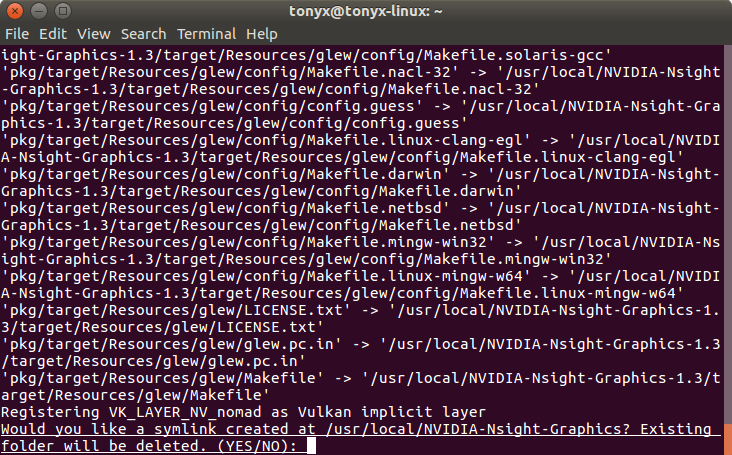 tonyx@tonyx-linux: ~
File Edit View Search Terminal Help
ight-Graphics-1.3/target/Resources/glew/config/Makefile.solaris-gcc'
'pkg/target/Resources/glew/config/Makefile.nacl-32' -> '/usr/local/NVIDIA-Nsight
-Graphics-1.3/target/Resources/glew/config/Makefile.nacl-32'
'pkg/target/Resources/glew/config/config.guess' -> '/usr/local/NVIDIA-Nsight-Gra
phics-1.3/target/Resources/glew/config/config.guess'
'pkg/target/Resources/glew/config/Makefile.linux-clang-egl' -> '/usr/local/NVIDI
A-Nsight-Graphics-1.3/target/Resources/glew/config/Makefile.linux-clang-egl'
'pkg/target/Resources/glew/config/Makefile.darwin' -> '/usr/local/NVIDIA-Nsight-
Graphics-1.3/target/Resources/glew/config/Makefile.darwin'
'pkg/target/Resources/glew/config/Makefile.netbsd' -> '/usr/local/NVIDIA-Nsight-
Graphics-1.3/target/Resources/glew/config/Makefile.netbsd'
'pkg/target/Resources/glew/config/Makefile.mingw-win32' -> '/usr/local/NVIDIA-Ns
ight-Graphics-1.3/target/Resources/glew/config/Makefile.mingw-win32'
'pkg/target/Resources/glew/config/Makefile.linux-mingw-w64' -> '/usr/local/NVIDI
A-Nsight-Graphics-1.3/target/Resources/glew/config/Makefile.linux-mingw-w64'
'pkg/target/Resources/glew/LICENSE.txt' -> '/usr/local/NVIDIA-Nsight-Graphics-1.
3/target/Resources/glew/LICENSE.txt'
'pkg/target/Resources/glew/glew.pc.in' -> '/usr/local/NVIDIA-Nsight-Graphics-1.3
/target/Resources/glew/glew.pc.in'
'pkg/target/Resources/glew/Makefile' -> '/usr/local/NVIDIA-Nsight-Graphics-1.3/t
arget/Resources/glew/Makefile'
Registering VK_LAYER_NV_nomad as Vulkan implicit layer
Would you like a symlink created at /usr/local/NVIDIA-Nsight-Graphics? Existing
folder will be deleted. (YES/NO):